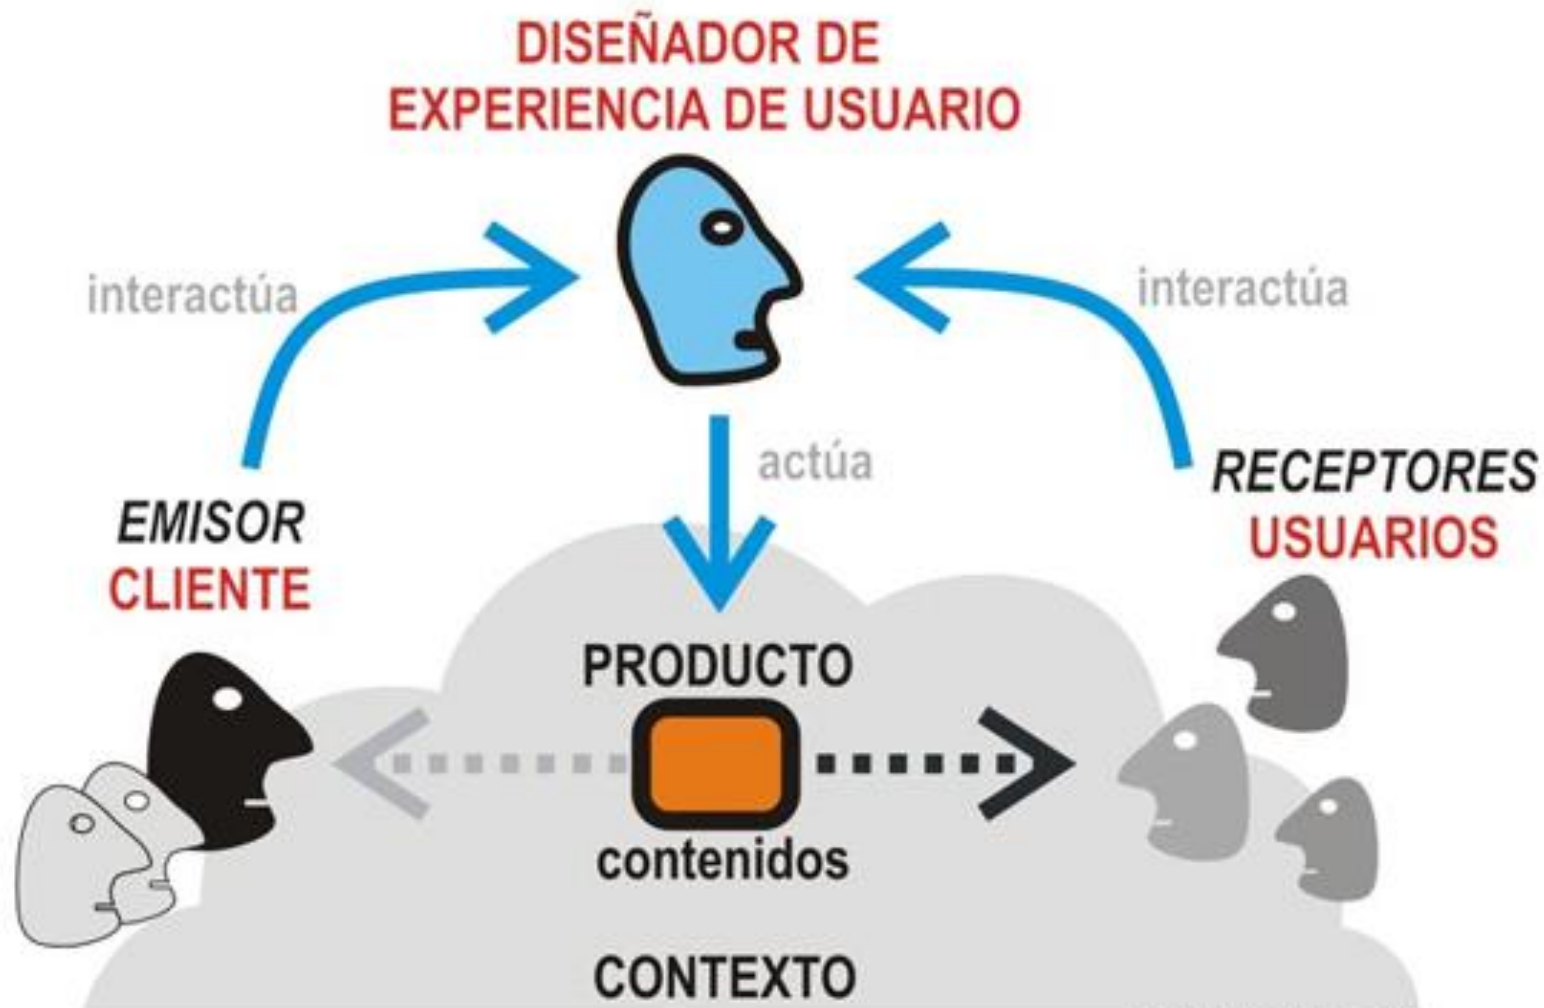 DISEÑADOR DE
EXPERIENCIA DE USUARIO
interactúa
interactúa
actúa
EMISOR
CLIENTE
RECEPTORES
USUARIOS
PRODUCTO
contenidos
CONTEXTO